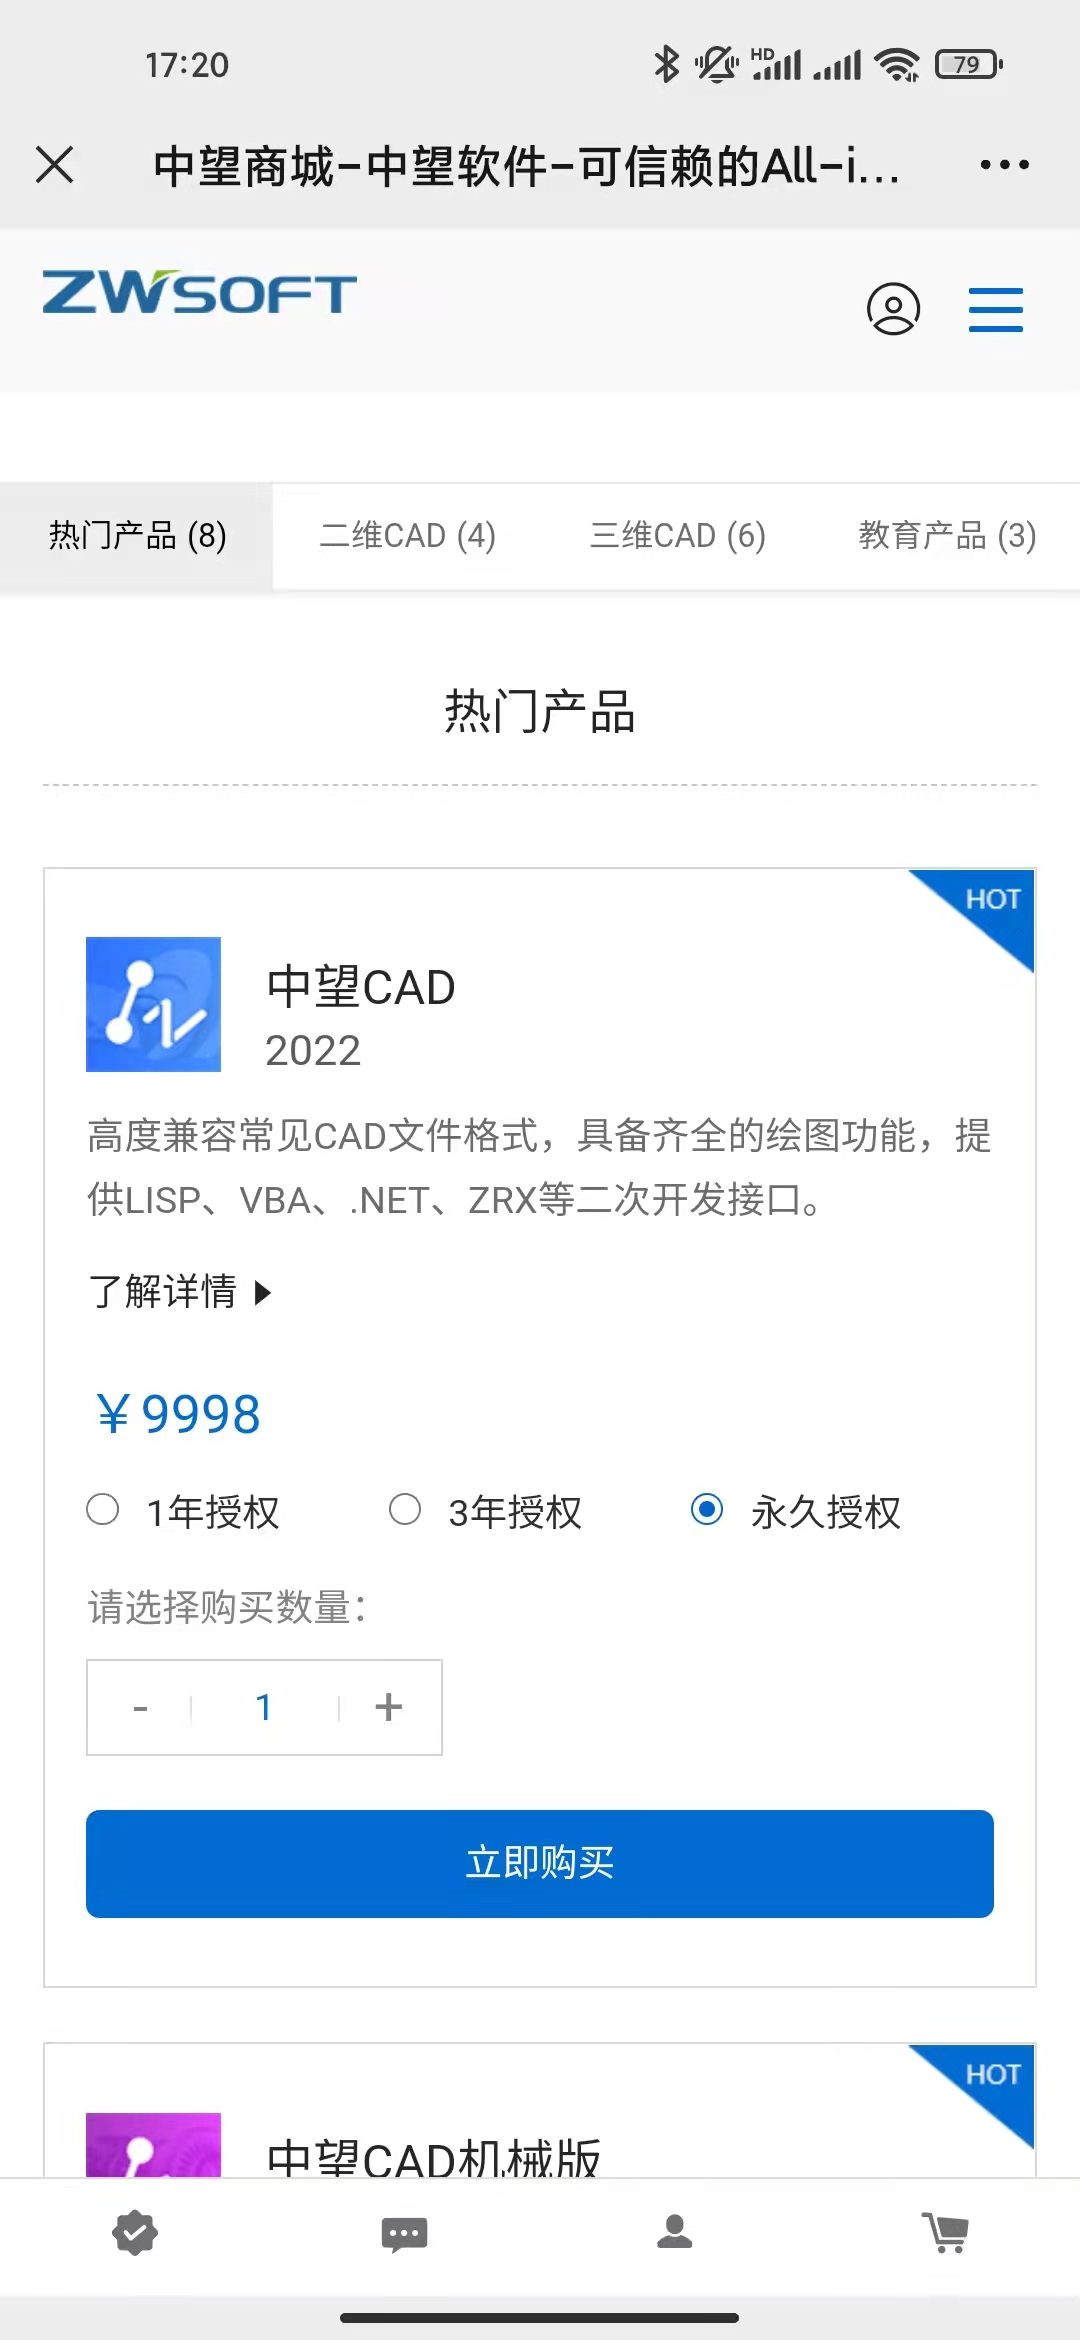 17:20
HD
79
中望商城-中望软件-可信赖的All-i...
ZWSOFT
热门产品 (8)
二维CAD (4)
三维CAD (6)
教育产品 (3)
热门产品
HOT
中望CAD
2022
高度兼容常见CAD文件格式，具备齐全的绘图功能，提
供LISP、VBA、.NET、ZRX等二次开发接口。
了解详情
￥9998
1年授权
3年授权
永久授权
请选择购买数量：
- 1 +
立即购买
HOT
中望CAD机械版